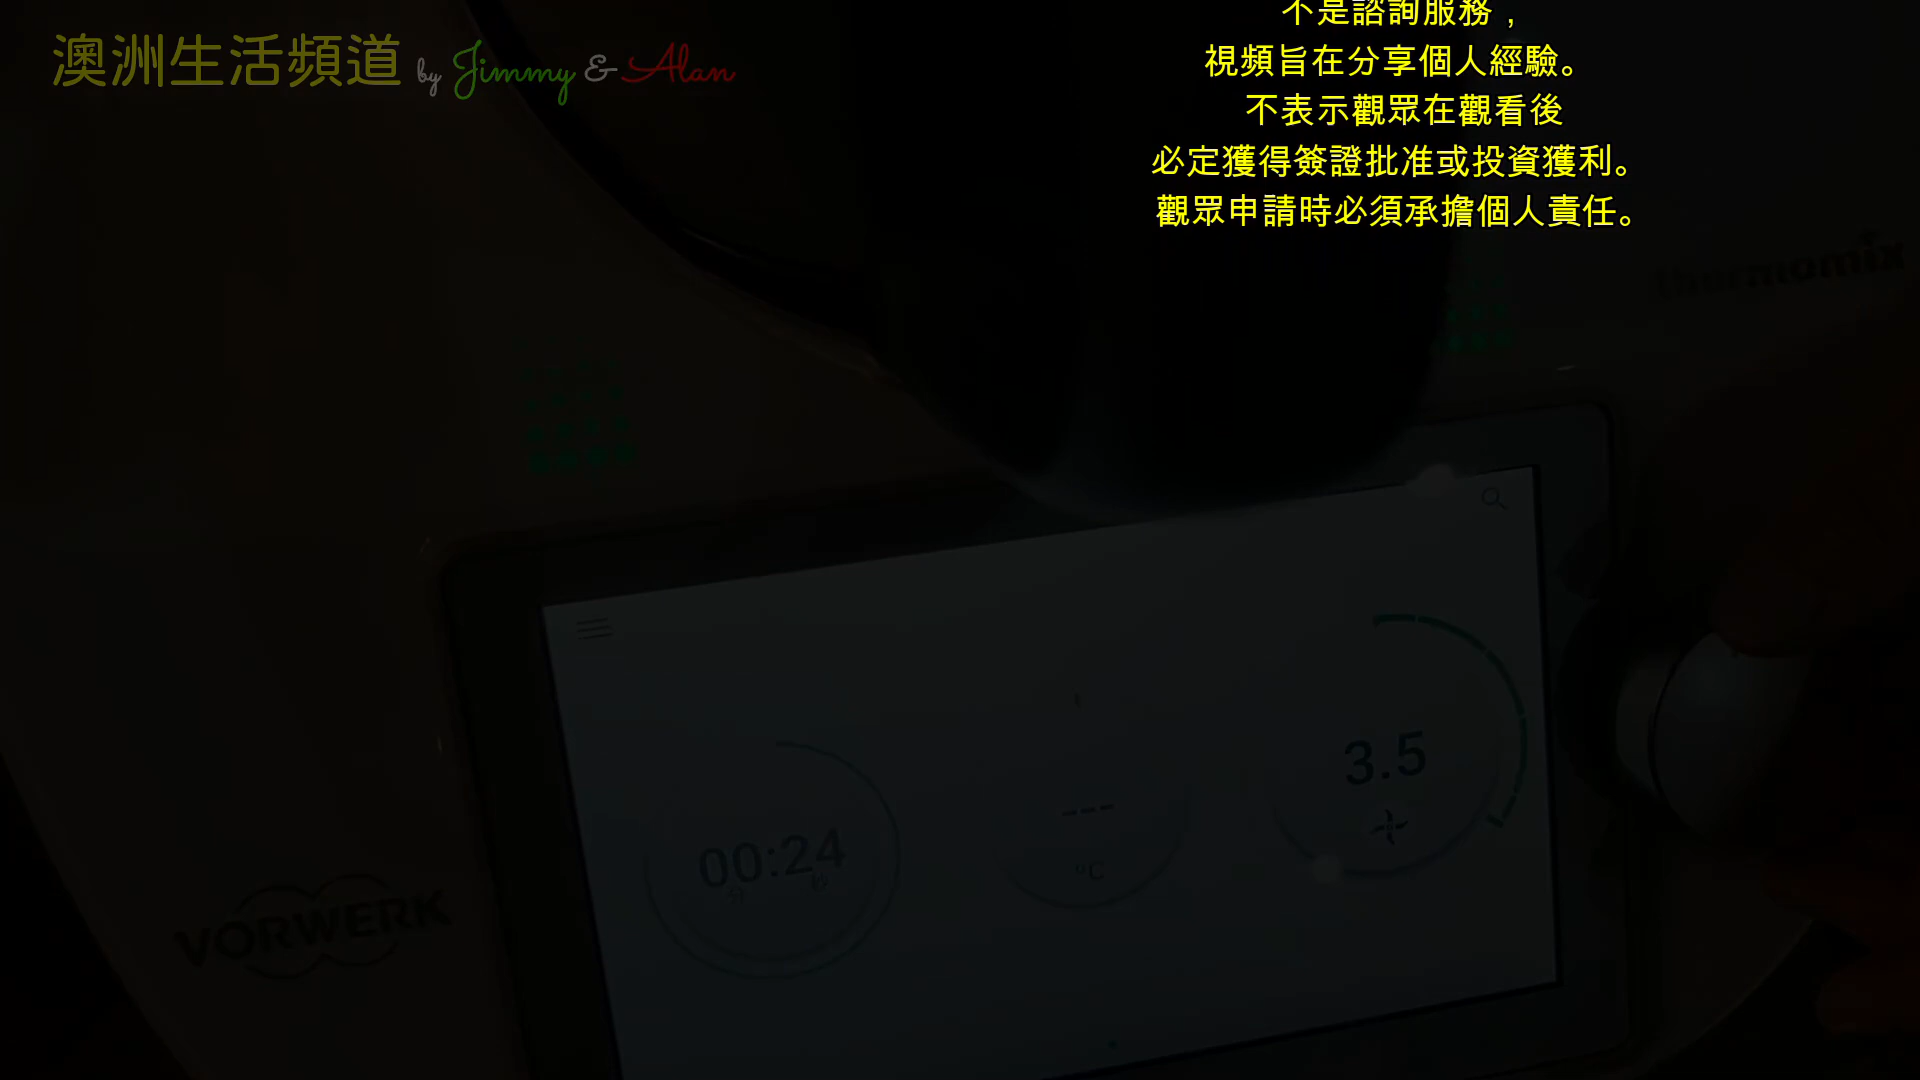 澳洲生活頻道 by Jimmy & Alan
不是諮詢服務，
視頻旨在分享個人經驗。
不表示觀眾在觀看後
必定獲得簽證批准或投資獲利。
觀眾申請時必須承擔個人責任。
thermomix
3.5
00:24
分 秒
---
°C
VORWERK